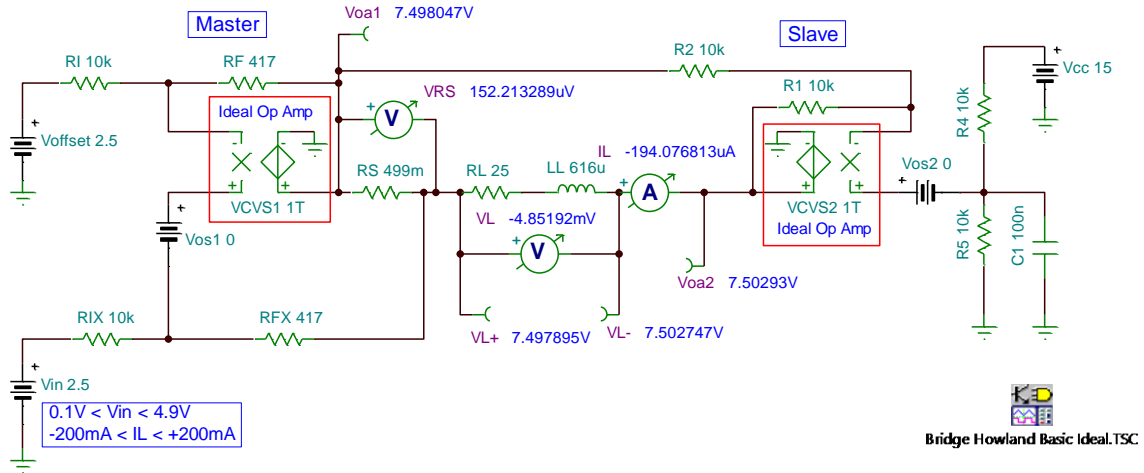 Voa1 7.498047V
Master
Slave
RI 10k
RF 417
R2 10k
Vcc 15
VRS 152.213289uV
R1 10k
Ideal Op Amp
V
R4 10k
Voffset 2.5
IL -194.076813uA
RS 499m
RL 25
LL 616u
A
Vos2 0
VCVS1 1T
VL -4.85192mV
VCVS2 1T
Ideal Op Amp
Vos1 0
V
R5 10k
C1 100n
Voa2 7.50293V
RIX 10k
RFX 417
VL+ 7.497895V
VL- 7.502747V
Vin 2.5
0.1V < Vin < 4.9V
-200mA < IL < +200mA
Bridge Howland Basic Ideal.TSC